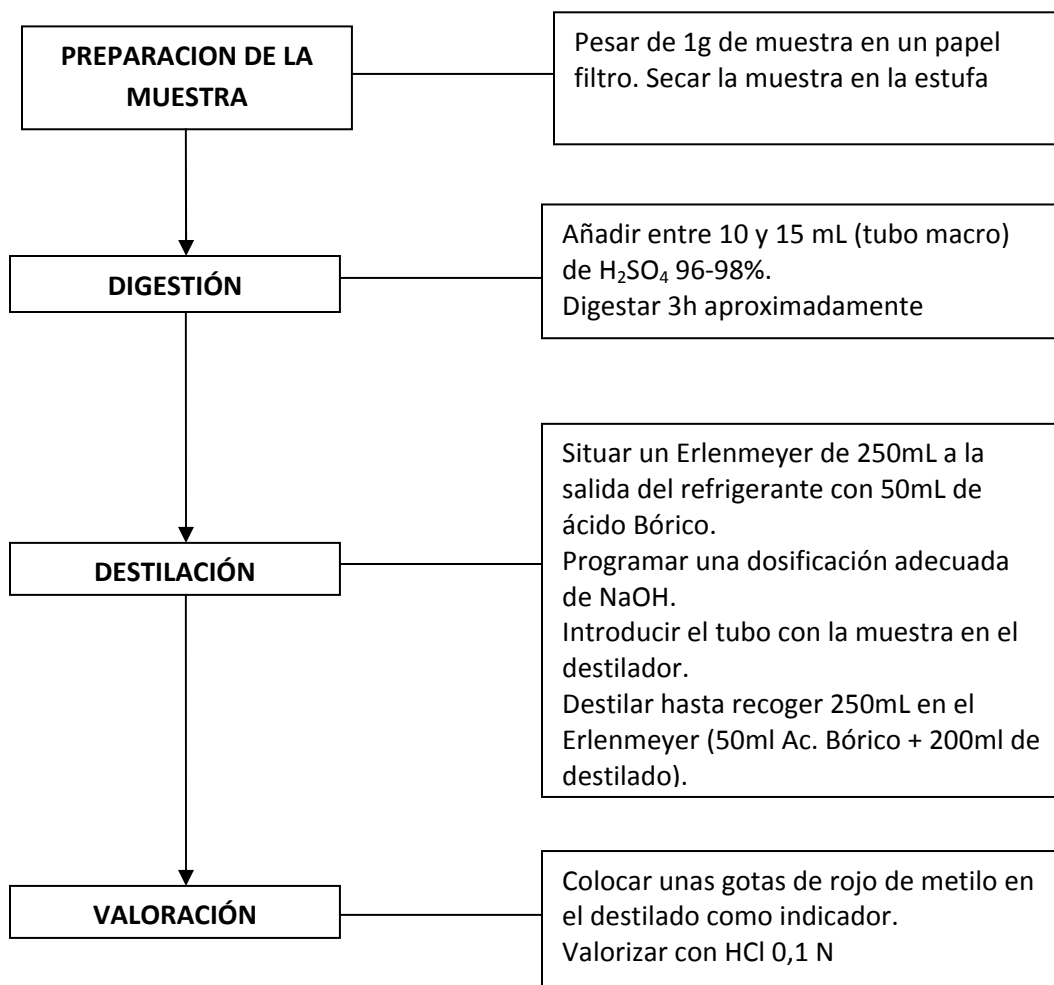 PREPARACION DE LA
MUESTRA
Pesar de 1g de muestra en un papel
filtro. Secar la muestra en la estufa
DIGESTIÓN
Añadir entre 10 y 15 mL (tubo macro)
de H₂SO₄ 96-98%.
Digestar 3h aproximadamente
DESTILACIÓN
Situar un Erlenmeyer de 250mL a la
salida del refrigerante con 50mL de
ácido Bórico.
Programar una dosificación adecuada
de NaOH.
Introducir el tubo con la muestra en el
destilador.
Destilar hasta recoger 250mL en el
Erlenmeyer (50ml Ac. Bórico + 200ml de
destilado).
VALORACIÓN
Colocar unas gotas de rojo de metilo en
el destilado como indicador.
Valorizar con HCl 0,1 N